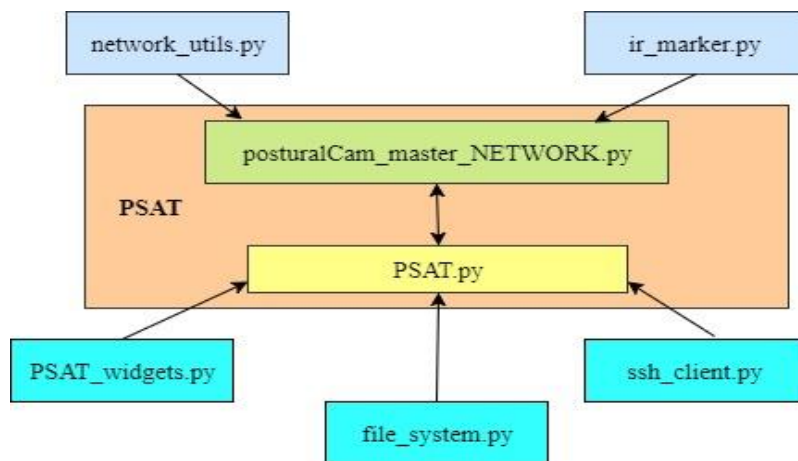 network_utils.py
ir_marker.py
posturalCam_master_NETWORK.py
PSAT
PSAT.py
PSAT_widgets.py
ssh_client.py
file_system.py